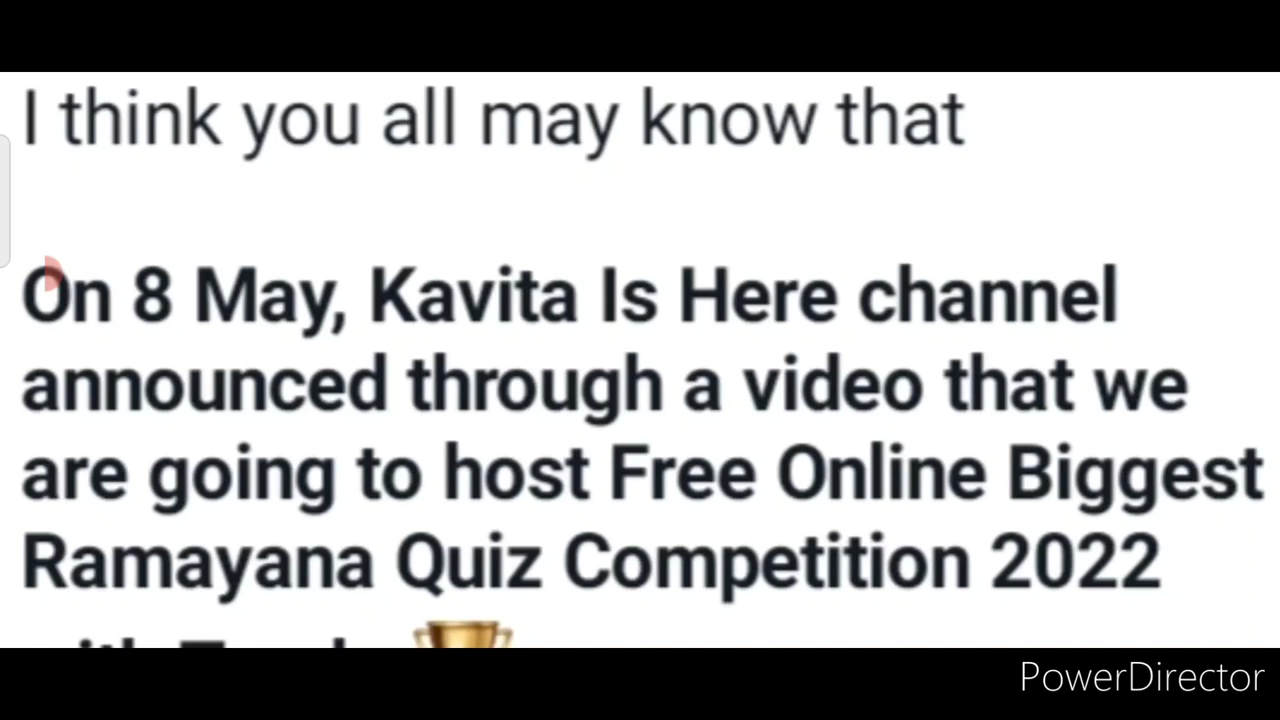 I think you all may know that
On 8 May, Kavita Is Here channel
announced through a video that we
are going to host Free Online Biggest
Ramayana Quiz Competition 2022
PowerDirector